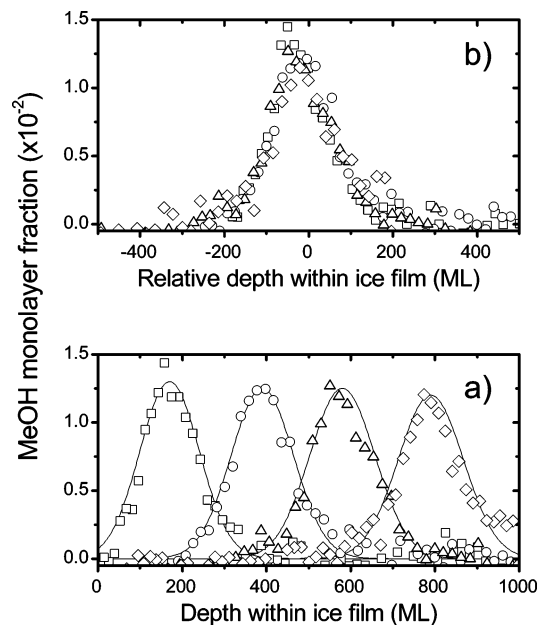 b)
1.5
1.0
0.5
0.0
-400 -200 0 200 400
Relative depth within ice film (ML)
MeOH monolayer fraction (x10⁻²)
a)
1.5
1.0
0.5
0.0
0 200 400 600 800 1000
Depth within ice film (ML)